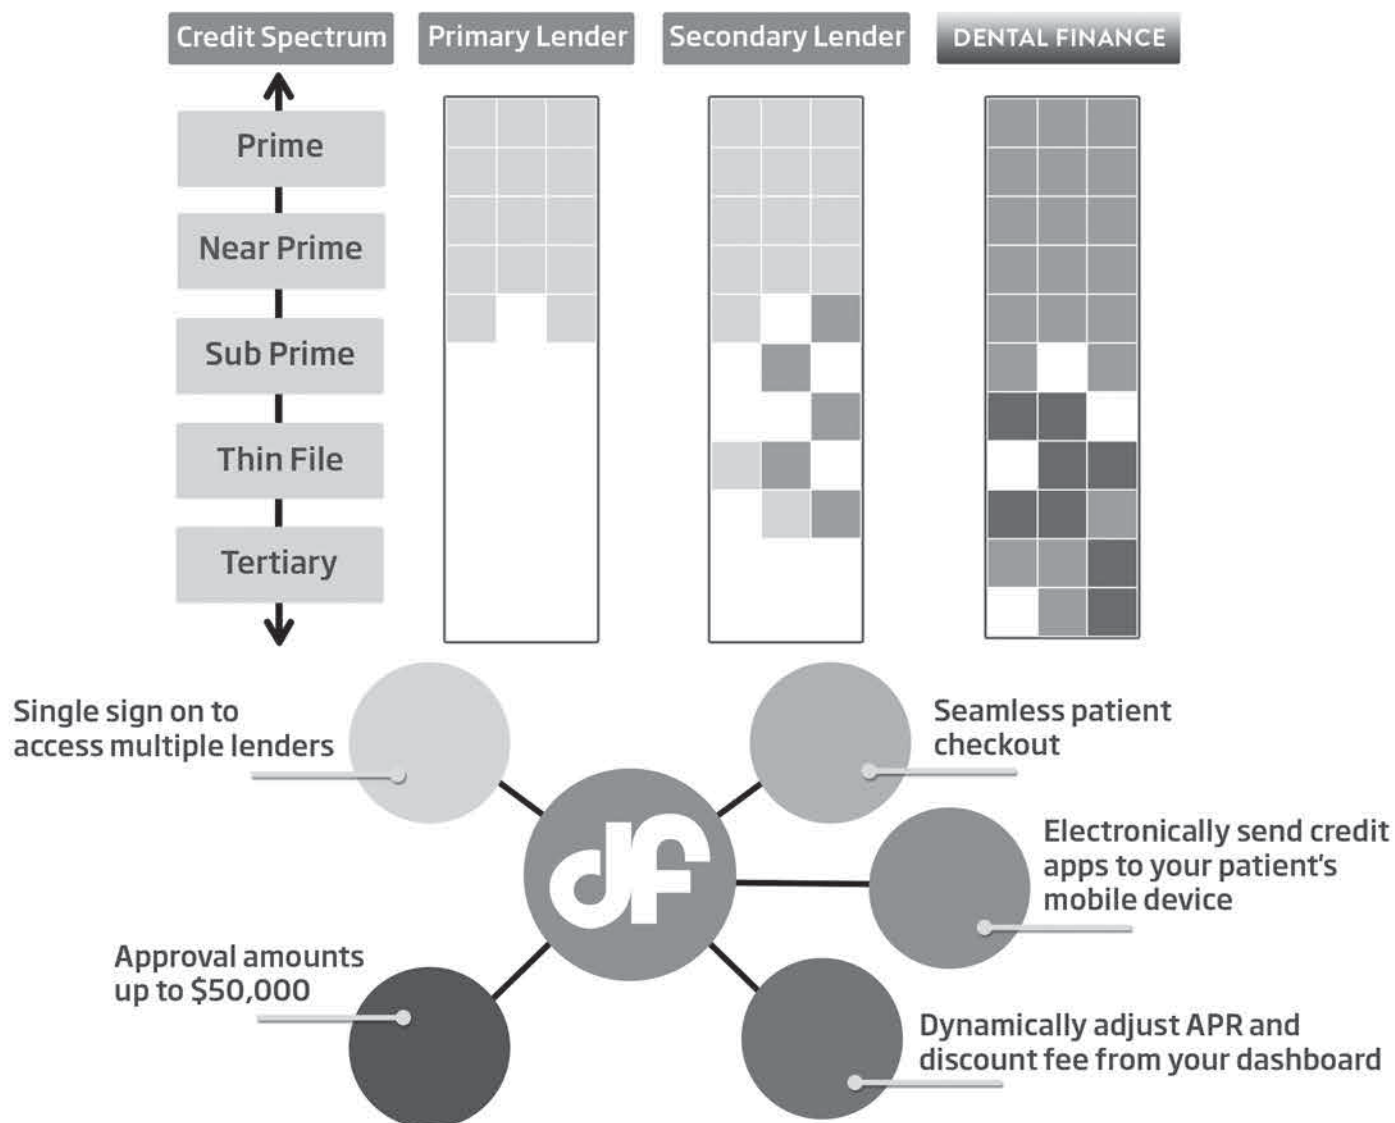 Credit Spectrum
Primary Lender
Secondary Lender
DENTAL FINANCE
Prime
Near Prime
Sub Prime
Thin File
Tertiary
Single sign on to
access multiple lenders
Seamless patient
checkout
df
Electronically send credit
apps to your patient's
mobile device
Approval amounts
up to $50,000
Dynamically adjust APR and
discount fee from your dashboard